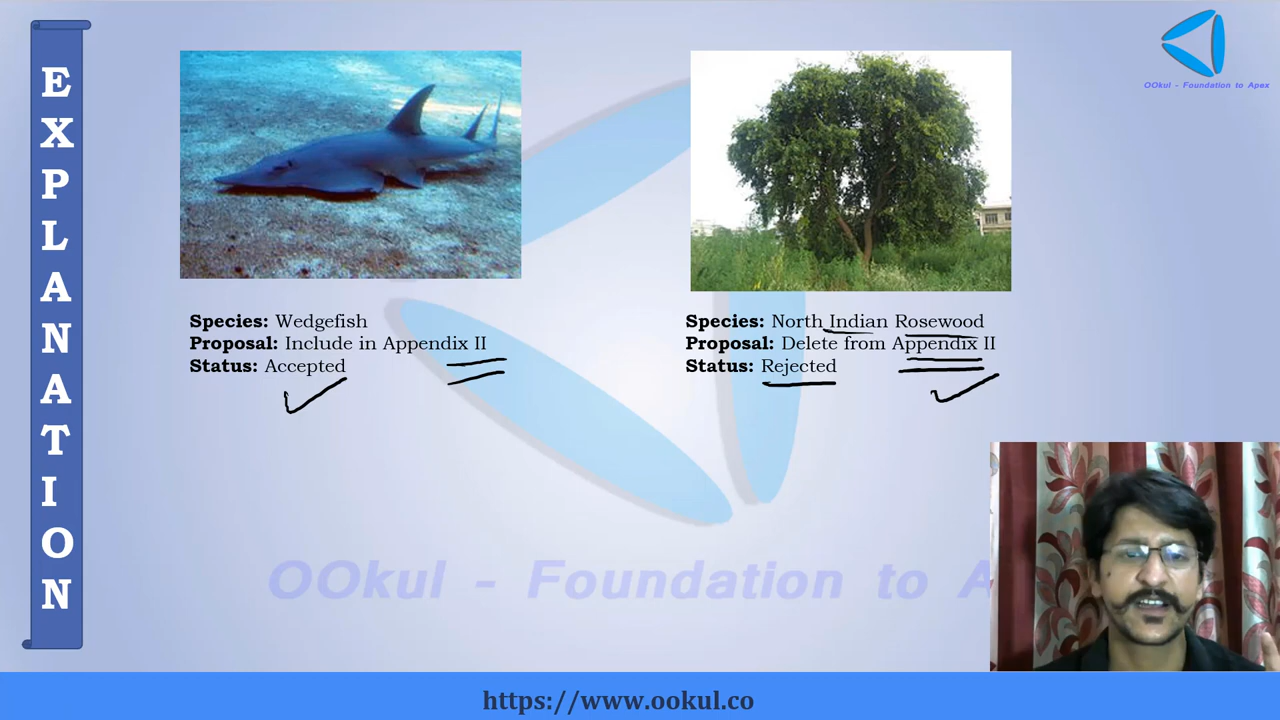 E
X
P
L
A
N
A
T
I
O
N
OOkul - Foundation to Apex
Species: Wedgefish
Proposal: Include in Appendix II
Status: Accepted
Species: North Indian Rosewood
Proposal: Delete from Appendix II
Status: Rejected
OOkul - Foundation to A
https://www.ookul.co